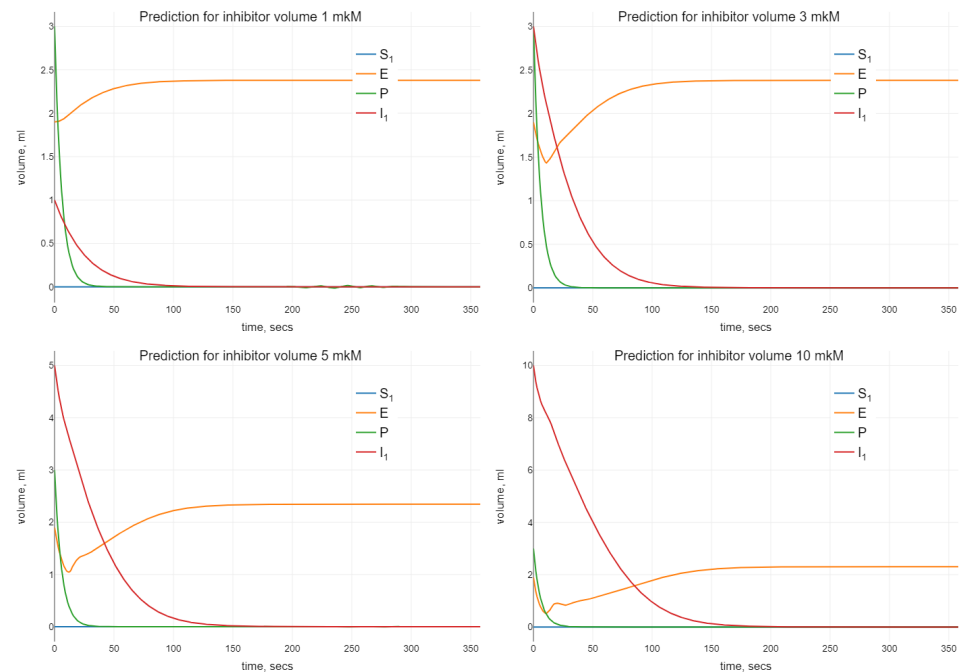 Prediction for inhibitor volume 1 mkM
3
2.5
2
1.5
1
0.5
0
volume, ml
S₁
E
P
I₁
0 50 100 150 200 250 300 350
time, secs
Prediction for inhibitor volume 3 mkM
3
2.5
2
1.5
1
0.5
0
volume, ml
S₁
E
P
I₁
0 50 100 150 200 250 300 350
time, secs
Prediction for inhibitor volume 5 mkM
5
4
3
2
1
0
volume, ml
S₁
E
P
I₁
0 50 100 150 200 250 300 350
time, secs
Prediction for inhibitor volume 10 mkM
10
8
6
4
2
0
volume, ml
S₁
E
P
I₁
0 50 100 150 200 250 300 350
time, secs